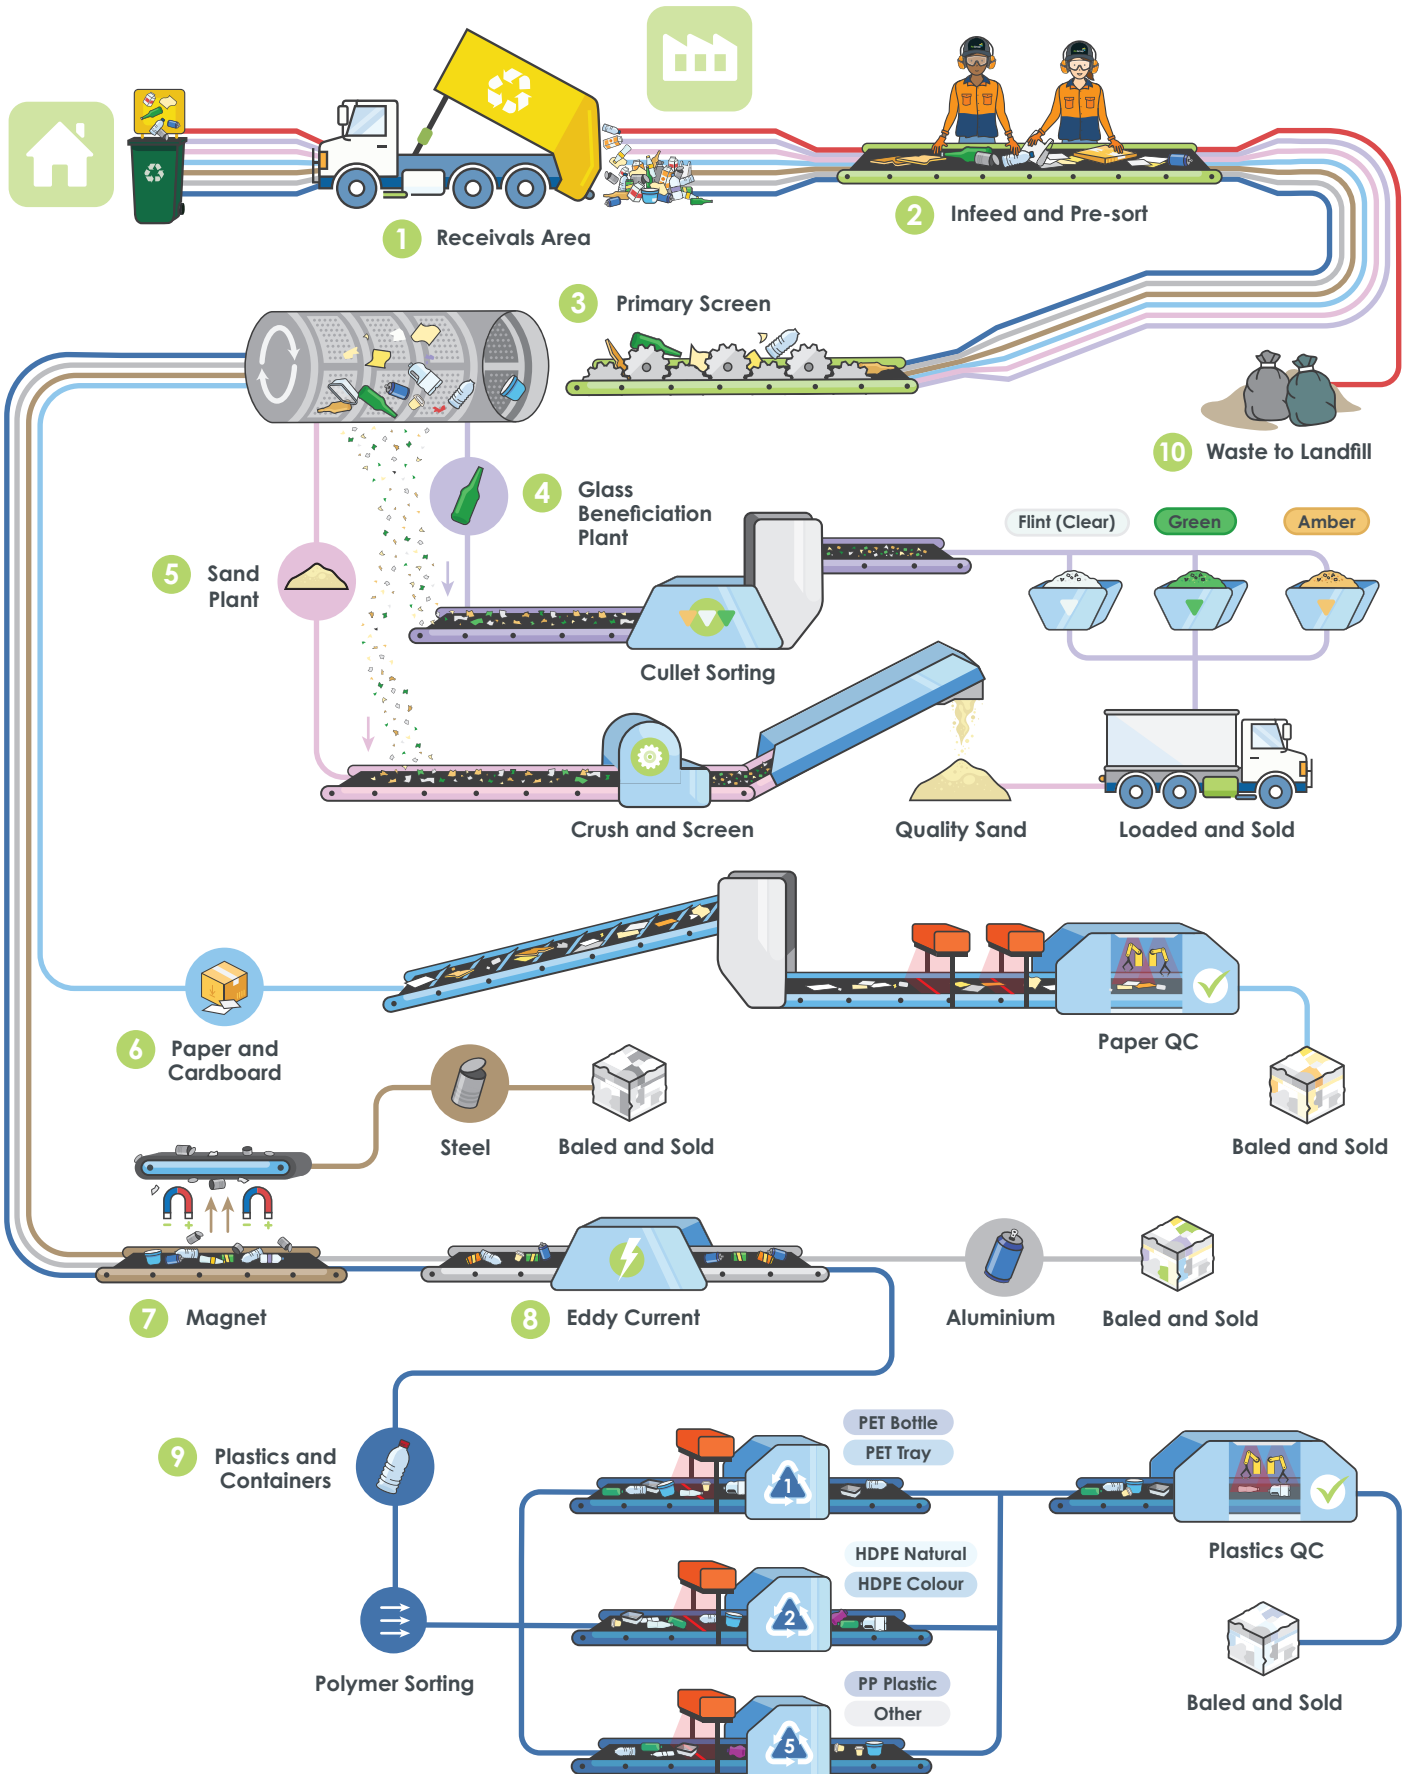 1 Receivals Area
2 Infeed and Pre-sort
3 Primary Screen
10 Waste to Landfill
4 Glass
Beneficiation
Plant
Flint (Clear)
Green
Amber
5 Sand
Plant
Cullet Sorting
Crush and Screen
Quality Sand
Loaded and Sold
6 Paper and
Cardboard
Paper QC
Baled and Sold
Steel
Baled and Sold
- +
- +
7 Magnet
8 Eddy Current
Aluminium
Baled and Sold
9 Plastics and
Containers
PET Bottle
PET Tray
1
Plastics QC
HDPE Natural
HDPE Colour
2
Polymer Sorting
PP Plastic
Other
5
Baled and Sold